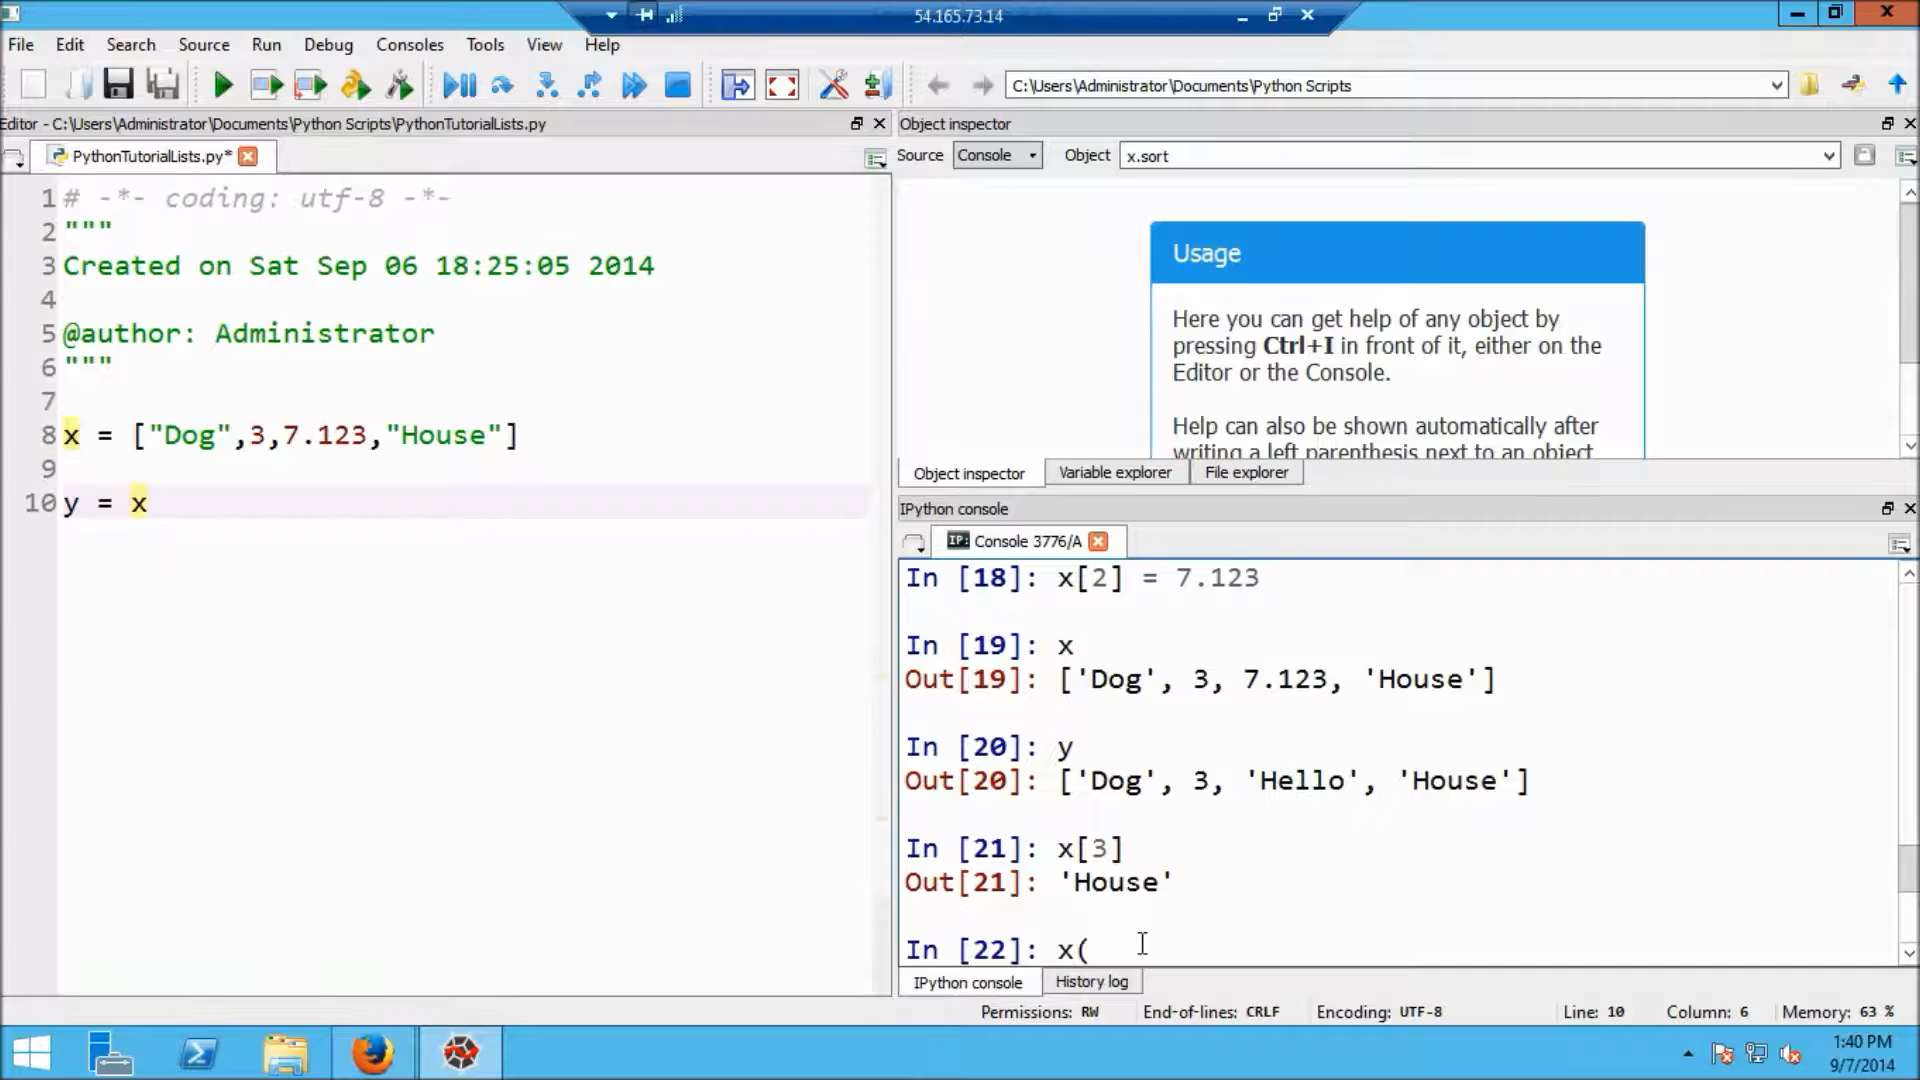 54.165.73.14
File Edit Search Source Run Debug Consoles Tools View Help
C:\Users\Administrator\Documents\Python Scripts
Editor - C:\Users\Administrator\Documents\Python Scripts\PythonTutorialLists.py
PythonTutorialLists.py*
1 # -*- coding: utf-8 -*-
2 """
3 Created on Sat Sep 06 18:25:05 2014
4
5 @author: Administrator
6 """
7
8 x = ["Dog",3,7.123,"House"]
9
10 y = x
Object inspector
Source Console Object x.sort
Usage
Here you can get help of any object by
pressing Ctrl+I in front of it, either on the
Editor or the Console.
Help can also be shown automatically after
writing a left parenthesis next to an object
Object inspector Variable explorer File explorer
IPython console
IP: Console 3776/A
In [18]: x[2] = 7.123
In [19]: x
Out[19]: ['Dog', 3, 7.123, 'House']
In [20]: y
Out[20]: ['Dog', 3, 'Hello', 'House']
In [21]: x[3]
Out[21]: 'House'
In [22]: x(
IPython console History log
Permissions: RW End-of-lines: CRLF Encoding: UTF-8 Line: 10 Column: 6 Memory: 63 %
1:40 PM
9/7/2014